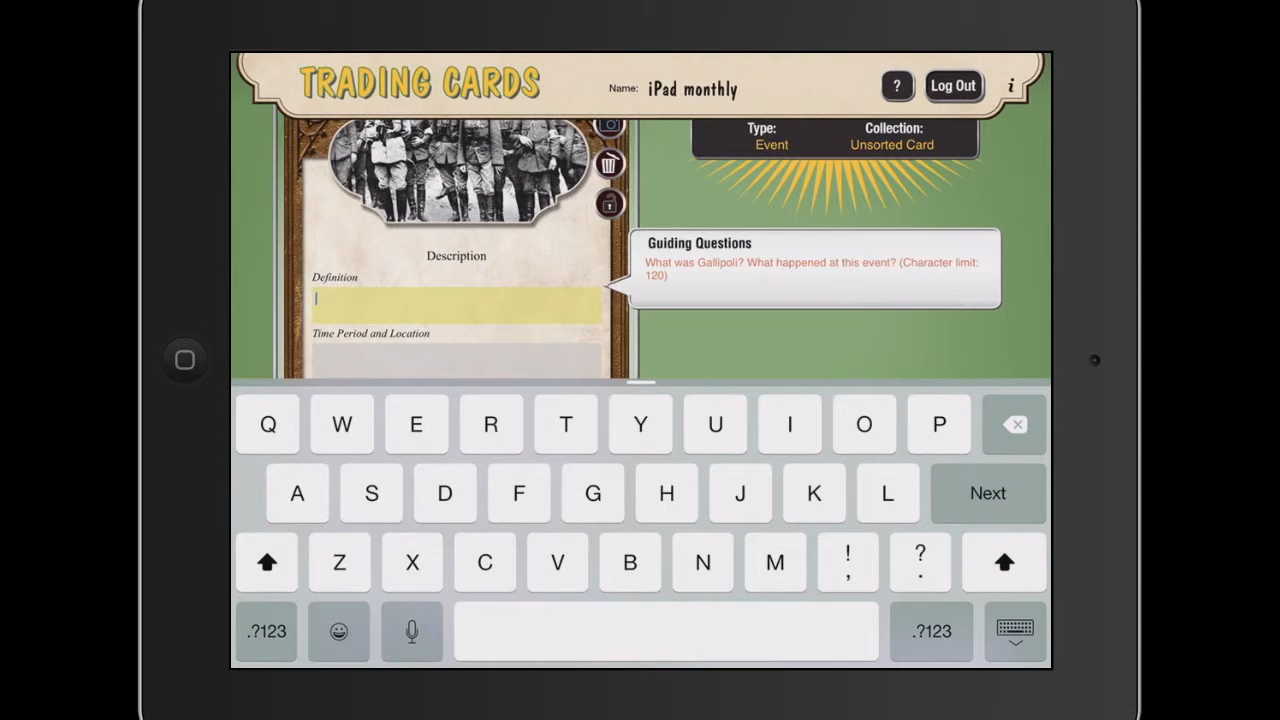 TRADING CARDS
Name: iPad monthly
?
Log Out
i
Type:
Event
Collection:
Unsorted Card
Guiding Questions
What was Gallipoli? What happened at this event? (Character limit:
120)
Description
Definition
Time Period and Location
Q W E R T Y U I O P
A S D F G H J K L Next
Z X C V B N M ! , ? .
.?123 .?123